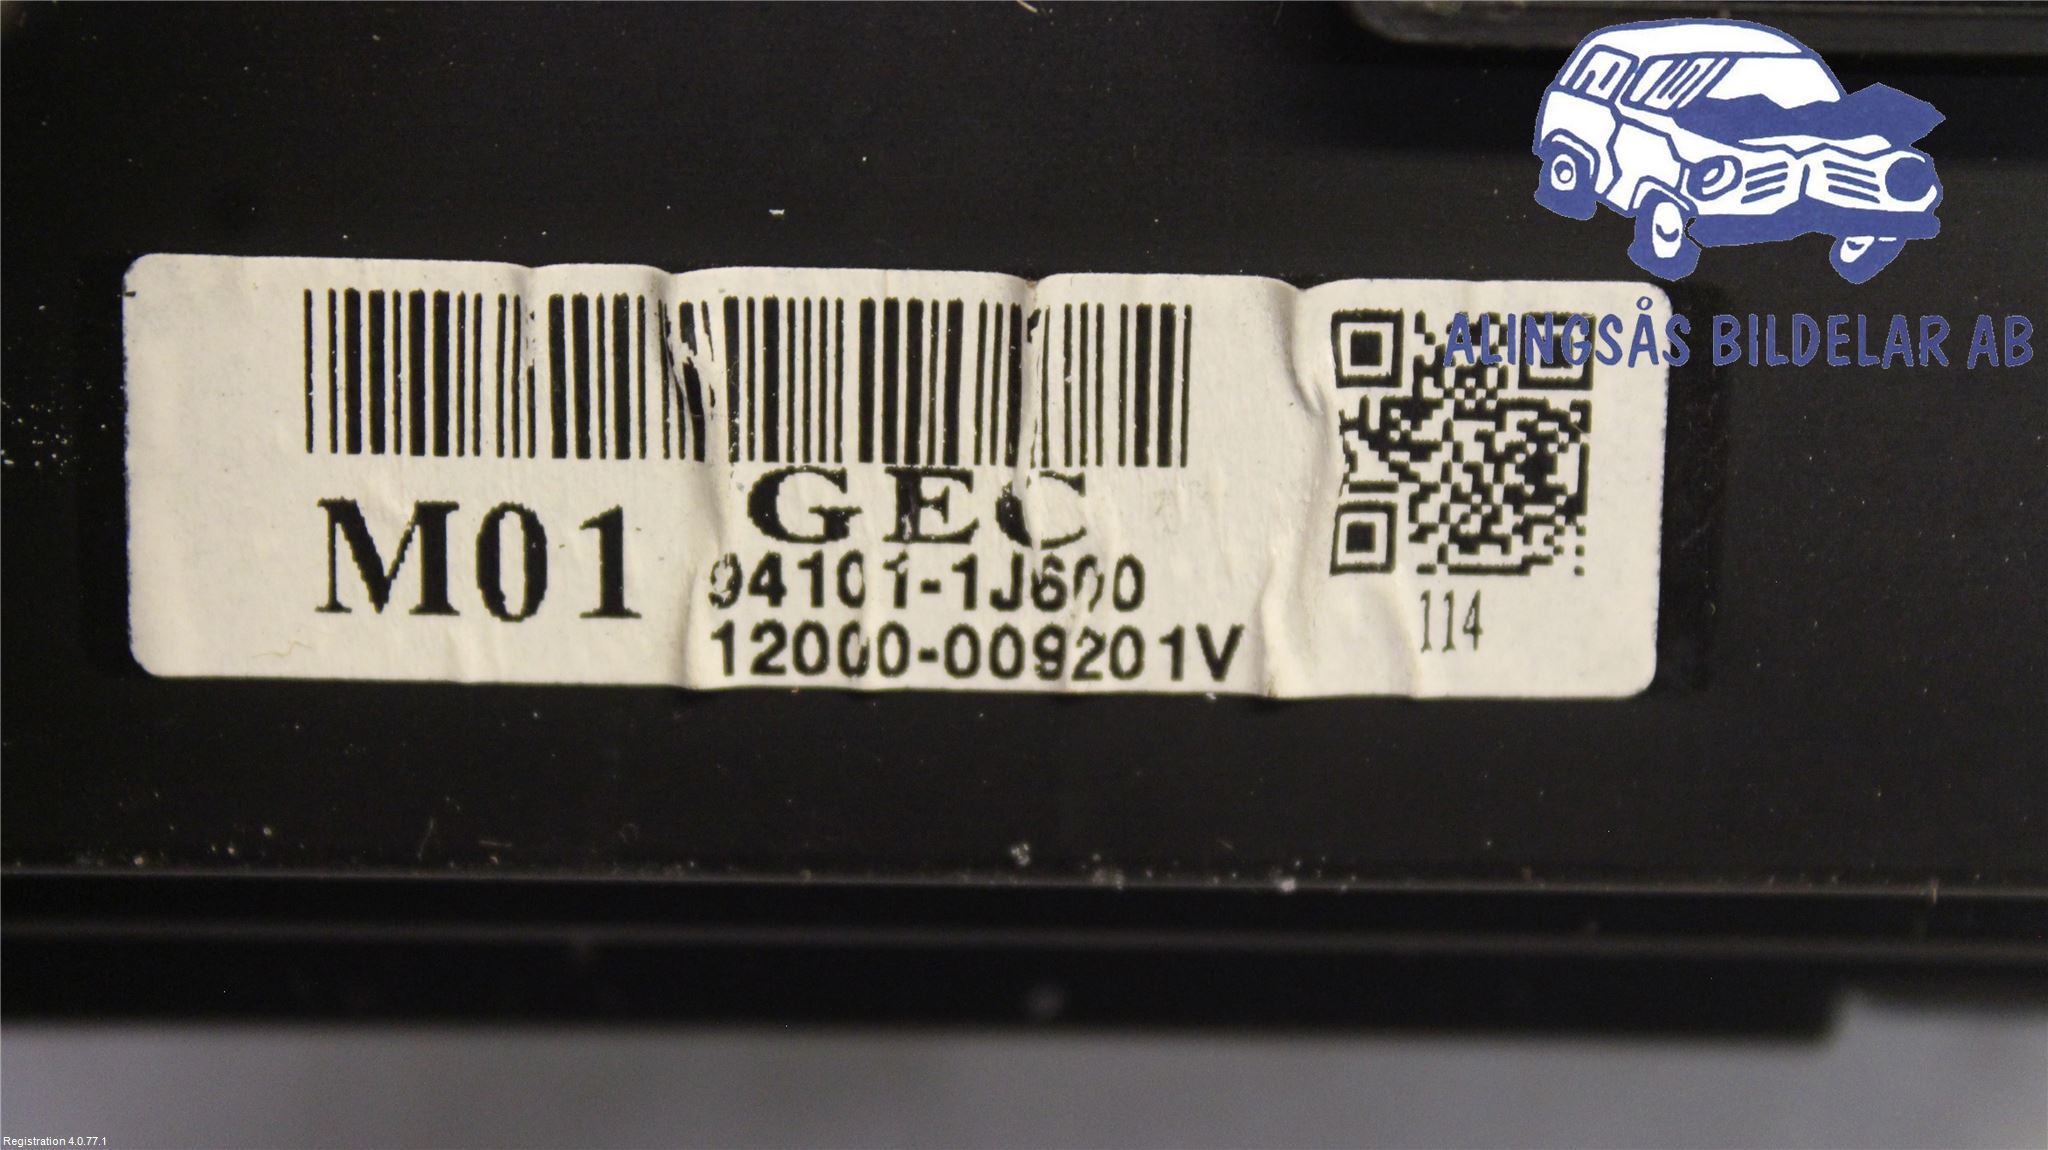 ALINGSÅS BILDELAR AB
M01
GEC
94101-1J600
12000-009201V
114
Registration 4.0.77.1